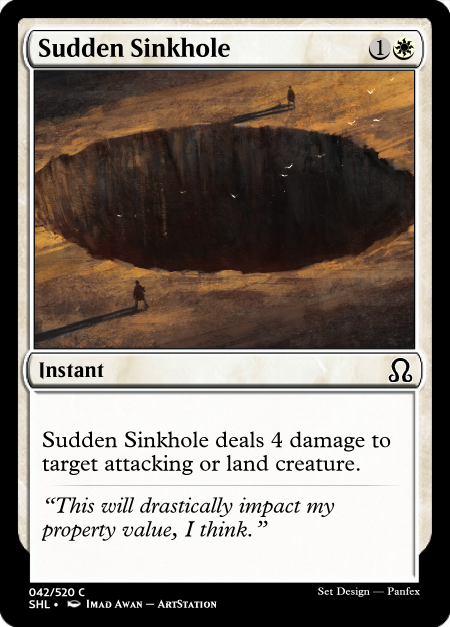 Sudden Sinkhole 1
Instant
Sudden Sinkhole deals 4 damage to
target attacking or land creature.
“This will drastically impact my
property value, I think.”
042/520 C Set Design — Panfex
SHL • Imad Awan — ArtStation